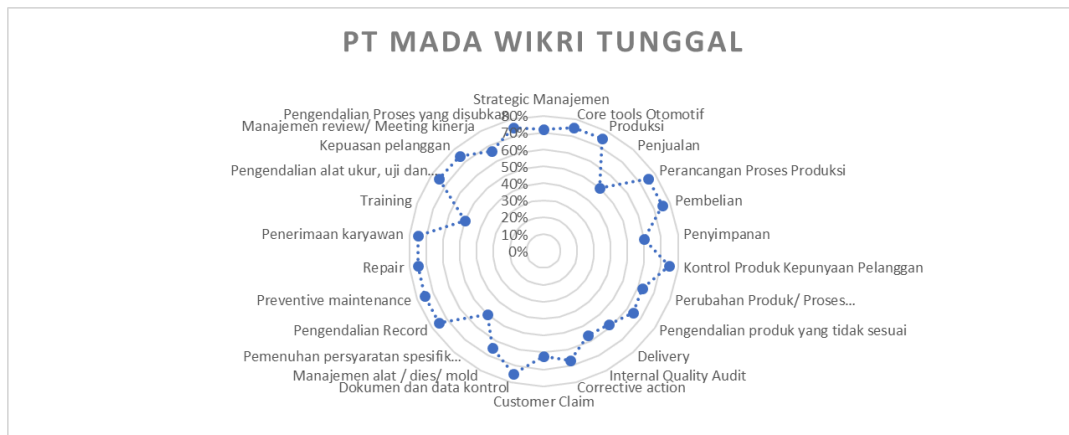 PT MADA WIKRI TUNGGAL
Strategic Manajemen
Pengendalian Proses yang disubkan
Core tools Otomotif
Manajemen review/ Meeting kinerja
Produksi
Kepuasan pelanggan
Penjualan
Pengendalian alat ukur, uji dan…
Perancangan Proses Produksi
Training
Pembelian
Penerimaan karyawan
Penyimpanan
Repair
Kontrol Produk Kepunyaan Pelanggan
Preventive maintenance
Perubahan Produk/ Proses…
Pengendalian Record
Pengendalian produk yang tidak sesuai
Pemenuhan persyaratan spesifik…
Delivery
Manajemen alat / dies/ mold
Internal Quality Audit
Dokumen dan data kontrol
Corrective action
Customer Claim
80%
70%
60%
50%
40%
30%
20%
10%
0%